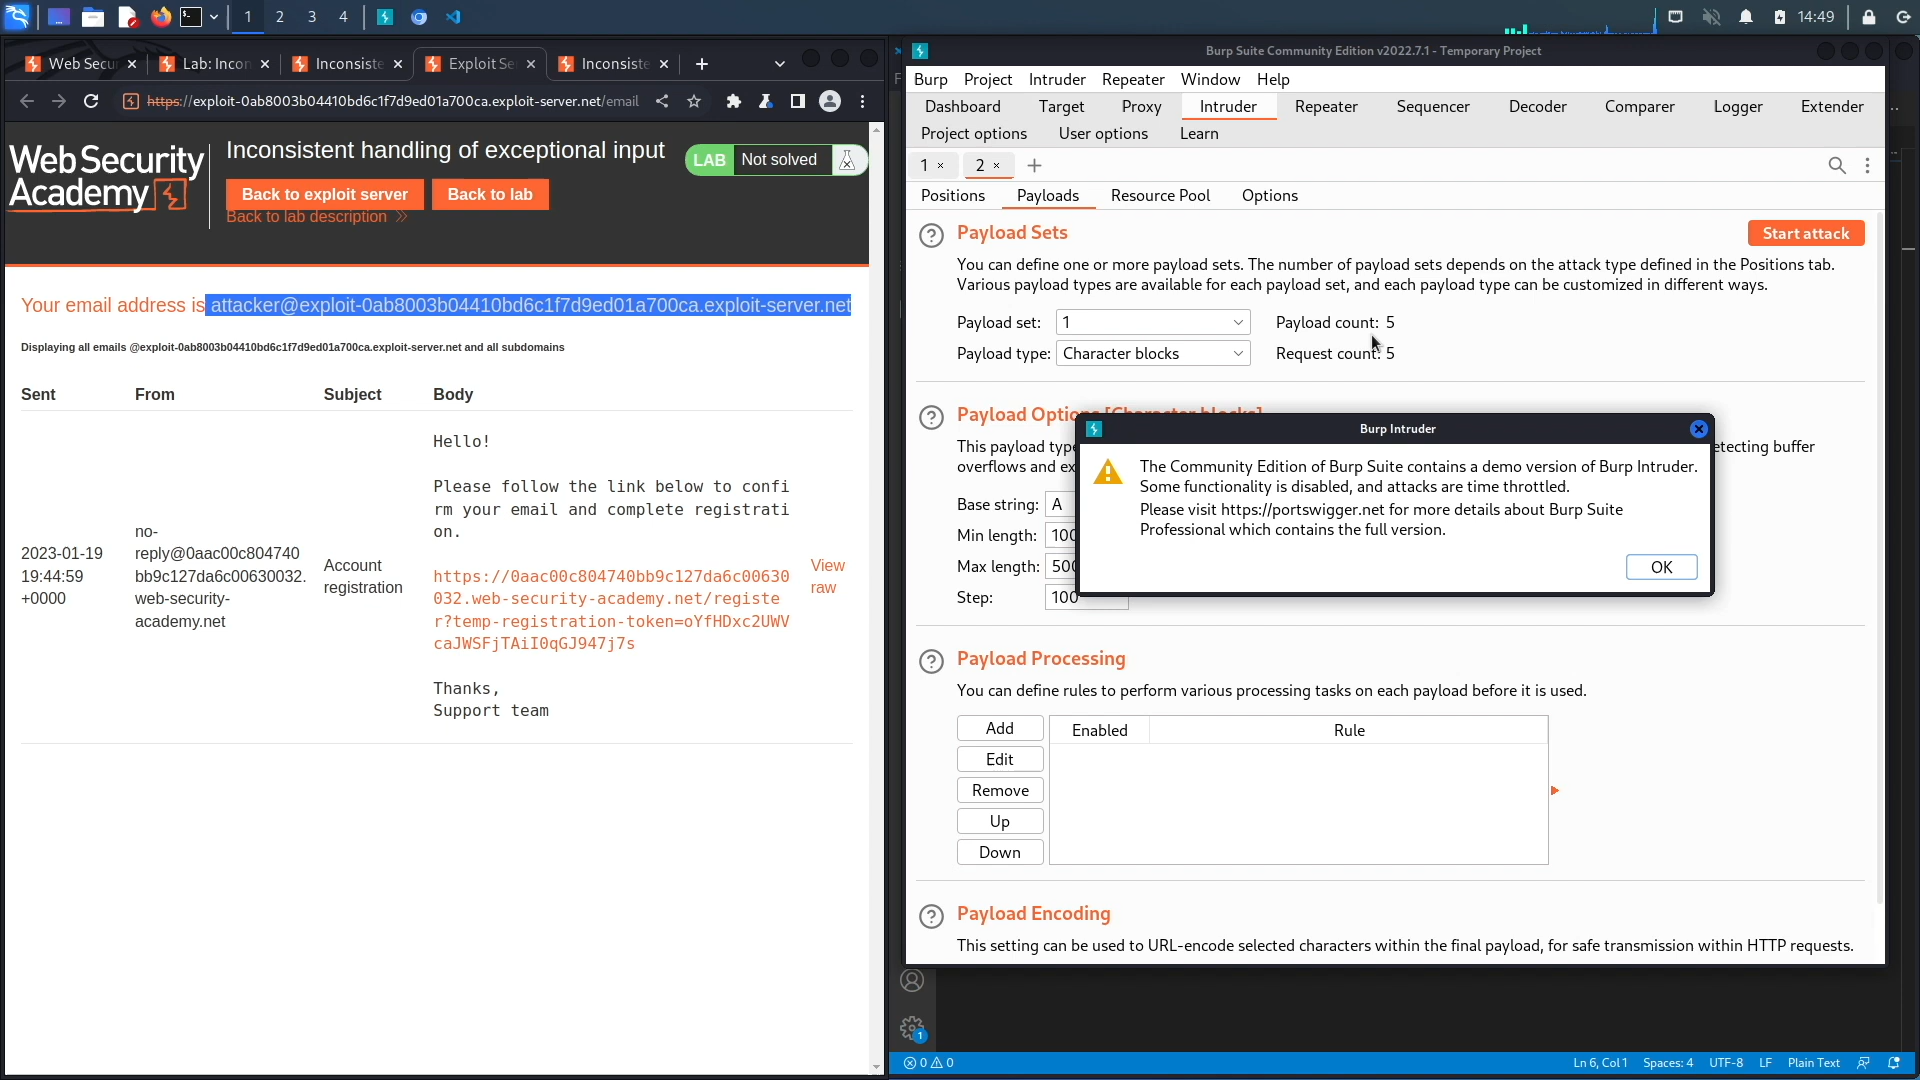 1
2
3
4
14:49
Web Secur
Lab: Incon
Inconsiste
Exploit Se
Inconsiste
https://exploit-0ab8003b04410bd6c1f7d9ed01a700ca.exploit-server.net/email
Web Security
Academy
Inconsistent handling of exceptional input
LAB
Not solved
Back to exploit server
Back to lab
Back to lab description
Your email address is attacker@exploit-0ab8003b04410bd6c1f7d9ed01a700ca.exploit-server.net
Displaying all emails @exploit-0ab8003b04410bd6c1f7d9ed01a700ca.exploit-server.net and all subdomains
Sent
From
Subject
Body
2023-01-19
19:44:59
+0000
no-
reply@0aac00c804740
bb9c127da6c00630032.
web-security-
academy.net
Account
registration
Hello!
Please follow the link below to confi
rm your email and complete registrati
on.
https://0aac00c804740bb9c127da6c00630
032.web-security-academy.net/registe
r?temp-registration-token=oYfHDxc2UWV
caJWSFjTAiI0qGJ947j7s
Thanks,
Support team
View
raw
Burp Suite Community Edition v2022.7.1 - Temporary Project
Burp Project Intruder Repeater Window Help
Dashboard Target Proxy Intruder Repeater Sequencer Decoder Comparer Logger Extender
Project options User options Learn
1 ×
2 ×
Positions Payloads Resource Pool Options
Payload Sets
Start attack
You can define one or more payload sets. The number of payload sets depends on the attack type defined in the Positions tab.
Various payload types are available for each payload set, and each payload type can be customized in different ways.
Payload set: 1
Payload count: 5
Payload type: Character blocks
Request count: 5
Payload Options [Character blocks]
This payload type
etecting buffer
overflows and ex
Base string: A
Min length: 100
Max length: 500
Step: 100
Burp Intruder
The Community Edition of Burp Suite contains a demo version of Burp Intruder.
Some functionality is disabled, and attacks are time throttled.
Please visit https://portswigger.net for more details about Burp Suite
Professional which contains the full version.
OK
Payload Processing
You can define rules to perform various processing tasks on each payload before it is used.
Add
Edit
Remove
Up
Down
Enabled
Rule
Payload Encoding
This setting can be used to URL-encode selected characters within the final payload, for safe transmission within HTTP requests.
1
0 0
Ln 6, Col 1
Spaces: 4
UTF-8
LF
Plain Text